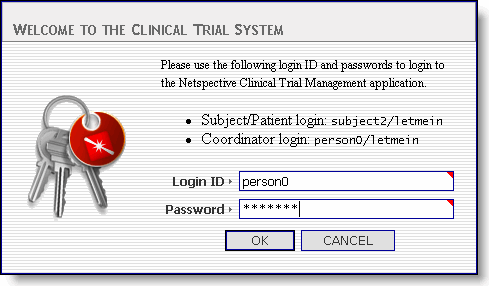 WELCOME TO THE CLINICAL TRIAL SYSTEM
Please use the following login ID and passwords to login to
the Netspective Clinical Trial Management application.
• Subject/Patient login: subject2/letmein
• Coordinator login: person0/letmein
Login ID person0
Password *******
OK CANCEL